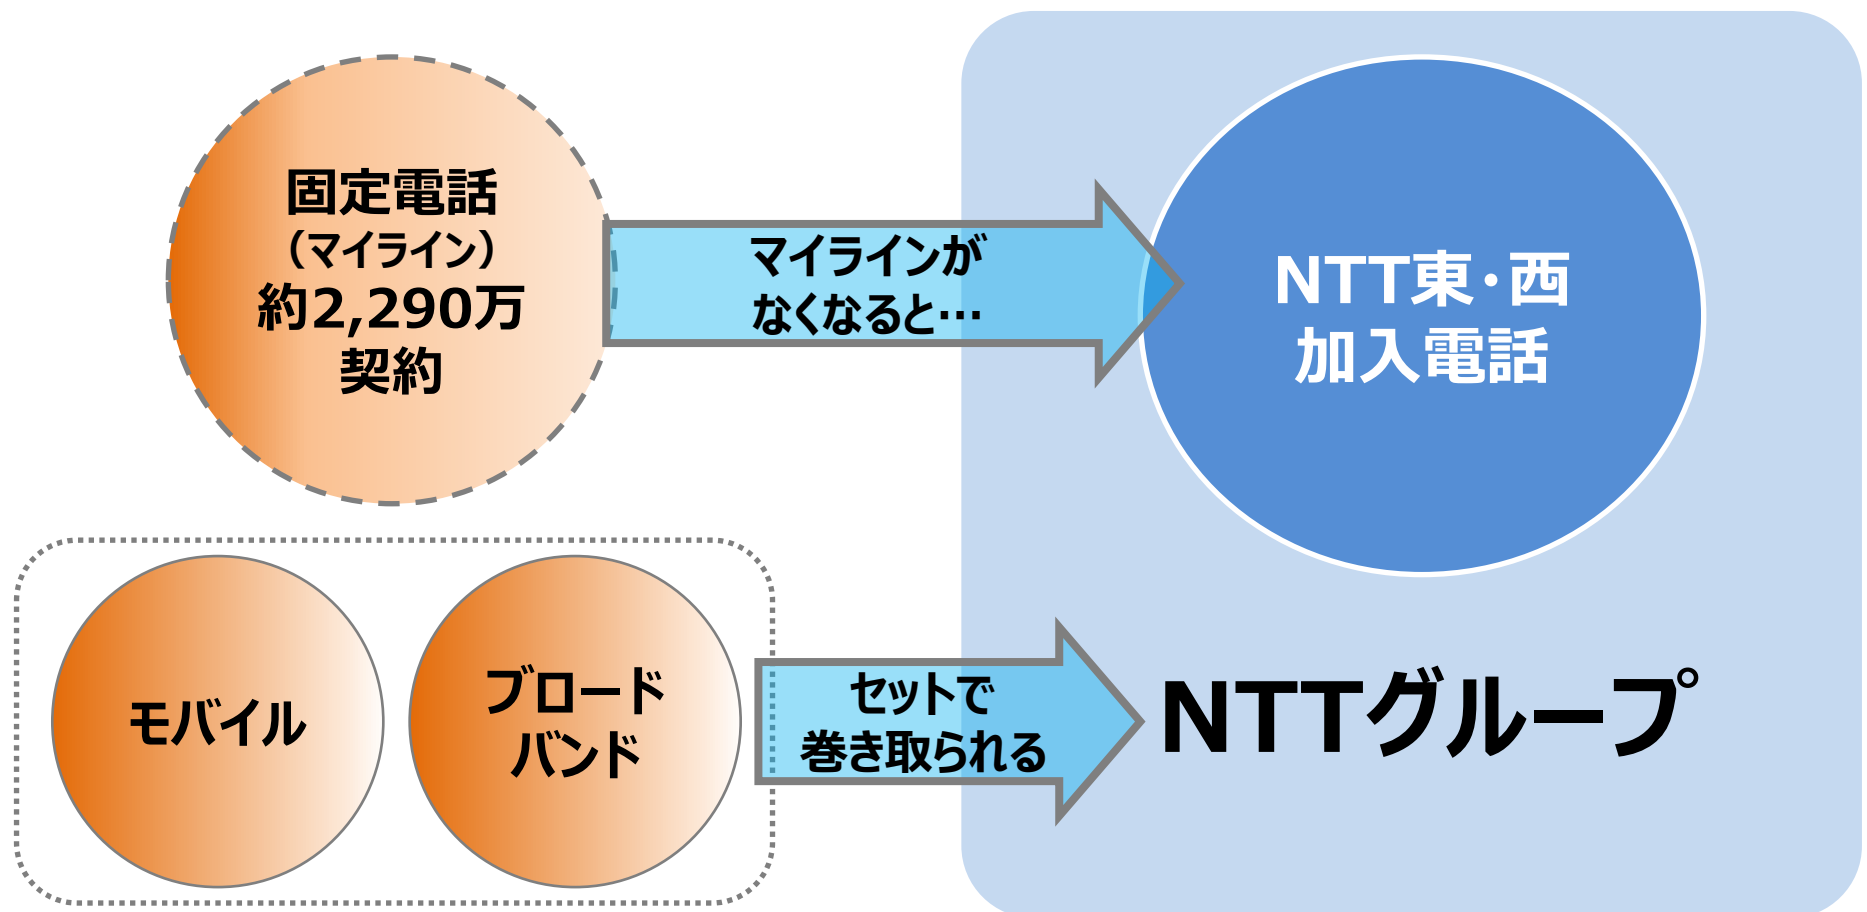 固定電話
（マイライン）
約2,290万
契約
マイラインが
なくなると…
NTT東・西
加入電話
モバイル
ブロード
バンド
セットで
巻き取られる
NTTグループ